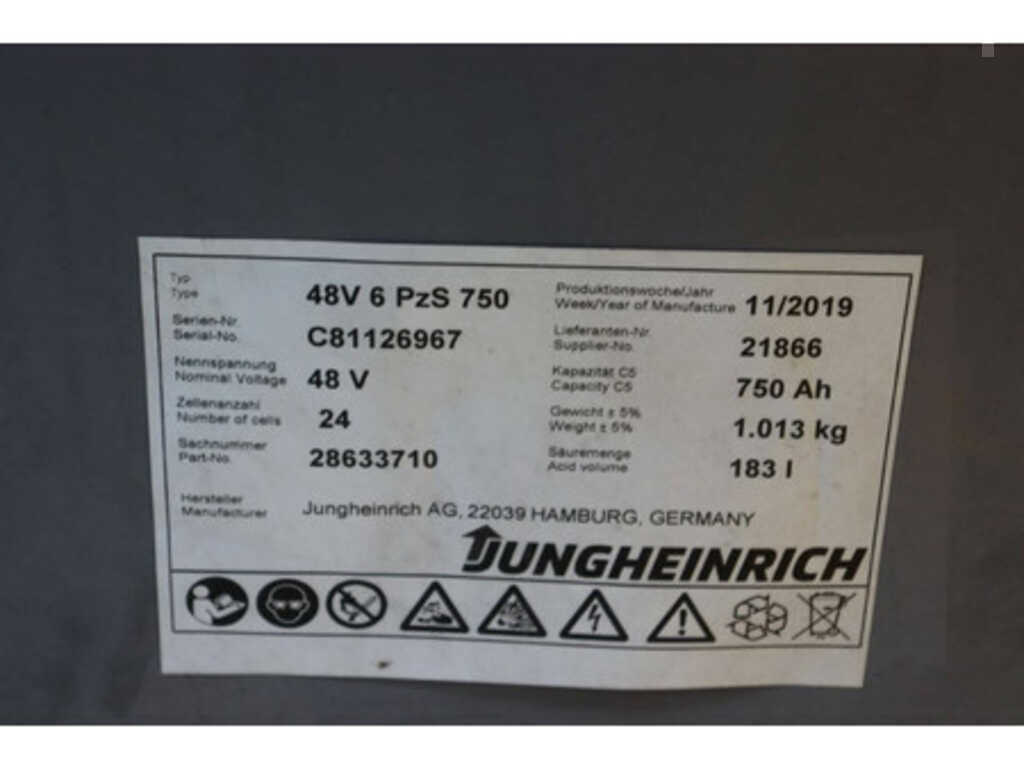 Typ
Type 48V 6 PzS 750
Serien-Nr.
Serial-No. C81126967
Nennspannung
Nominal Voltage 48 V
Zellenanzahl
Number of cells 24
Sachnummer
Part-No. 28633710
Produktionswoche/Jahr
Week/Year of Manufacture 11/2019
Lieferanten-Nr.
Supplier-No. 21866
Kapazität C5
Capacity C5 750 Ah
Gewicht ± 5%
Weight ± 5% 1.013 kg
Säuremenge
Acid volume 183 l
Hersteller
Manufacturer Jungheinrich AG, 22039 HAMBURG, GERMANY
JUNGHEINRICH